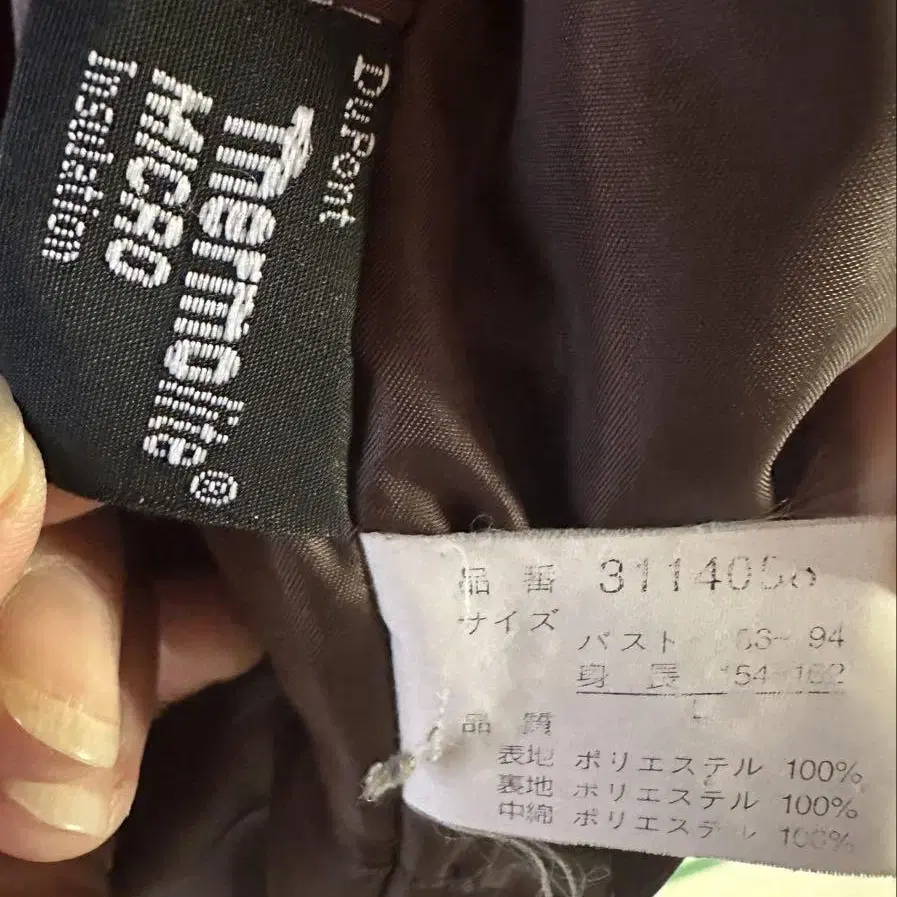 DuPont
Thermolite®
MICRO
Insulation
品 番
サイズ
バスト 94
身 長 154-162
品 質
表地 ポリエステル 100%
裏地 ポリエステル 100%
中綿 ポリエステル 100%